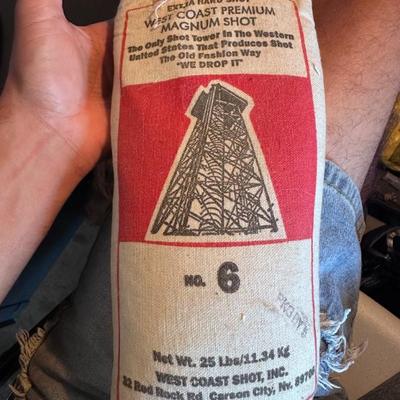 EXTRA HARD SHOT
WEST COAST PREMIUM
MAGNUM SHOT
The Only Shot Tower In The Western
United States That Produces Shot
The Old Fashion Way
"WE DROP IT"
NO. 6
Net Wt. 25 Lbs/11.34 Kg
WEST COAST SHOT, INC.
32 Red Rock Rd. Carson City, Nv.